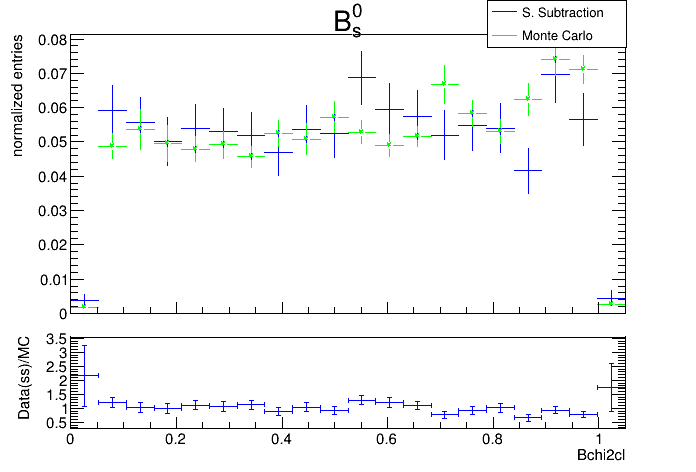 B⁰ₛ
S. Subtraction
Monte Carlo
normalized entries
0.08
0.07
0.06
0.05
0.04
0.03
0.02
0.01
0
Data(ss)/MC
3.5
3
2.5
2
1.5
1
0.5
0 0.2 0.4 0.6 0.8 1
Bchi2cl